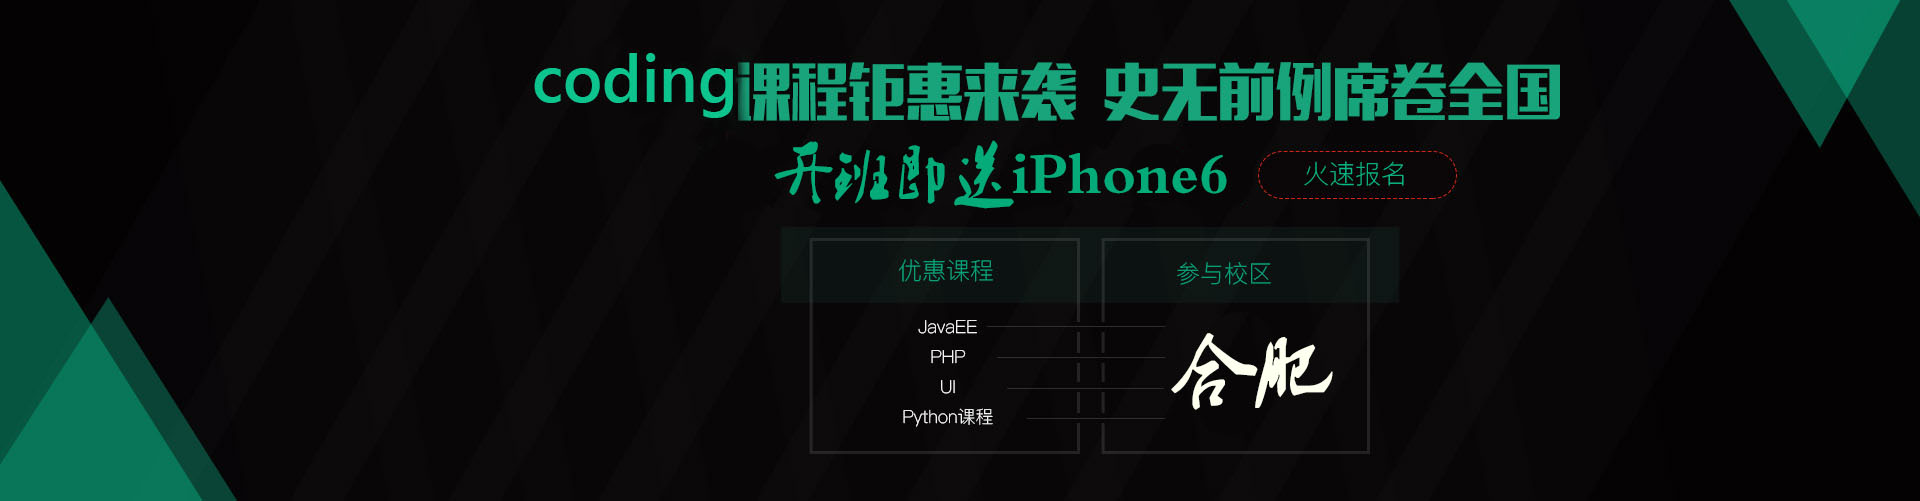 coding课程钜惠来袭 史无前例席卷全国
开班即送iPhone6 火速报名
优惠课程
参与校区
JavaEE
PHP
UI
Python课程
合肥